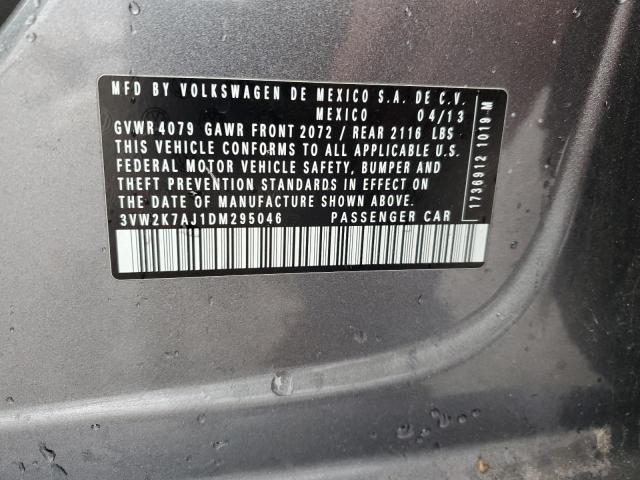 MFD BY VOLKSWAGEN DE MEXICO S.A. DE C.V.
MEXICO 04/13
GVWR 4079 GAWR FRONT 2072 / REAR 2116 LBS
THIS VEHICLE CONFORMS TO ALL APPLICABLE U.S.
FEDERAL MOTOR VEHICLE SAFETY, BUMPER AND
THEFT PREVENTION STANDARDS IN EFFECT ON
THE DATE OF MANUFACTURE SHOWN ABOVE.
3VW2K7AJ1DM295046 PASSENGER CAR
1736912 1019 M